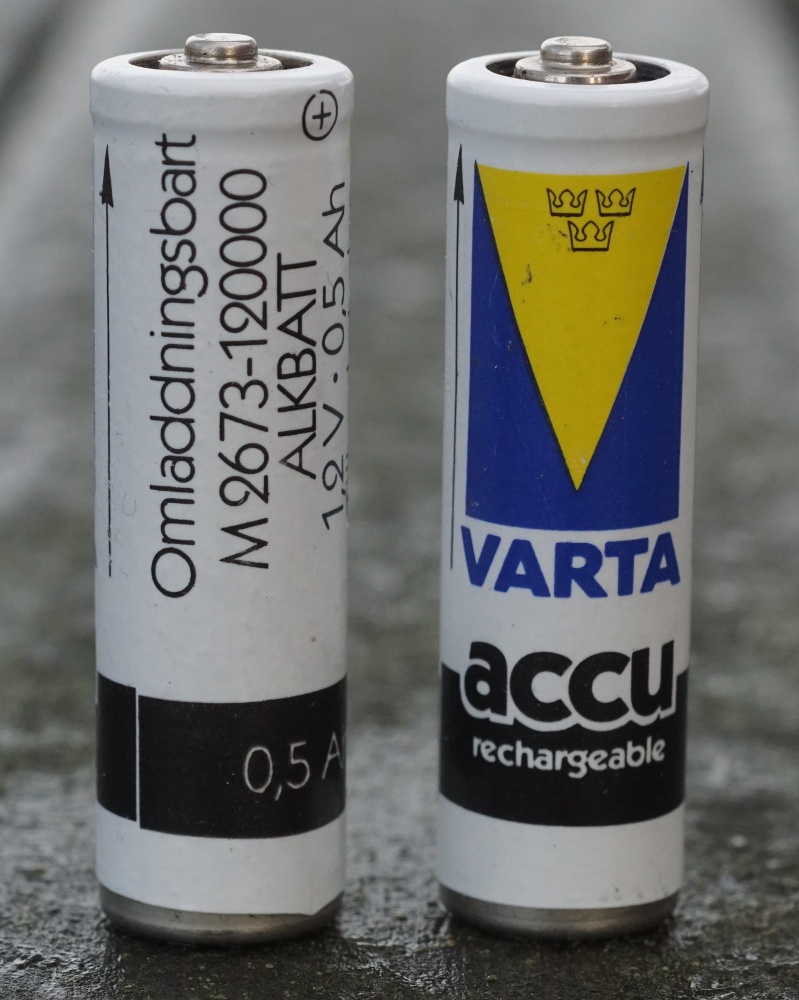 Omladdningsbart
M 2673-120000
ALKBATT
1,2 V · 0,5 Ah
0,5 A
VARTA
accu
rechargeable